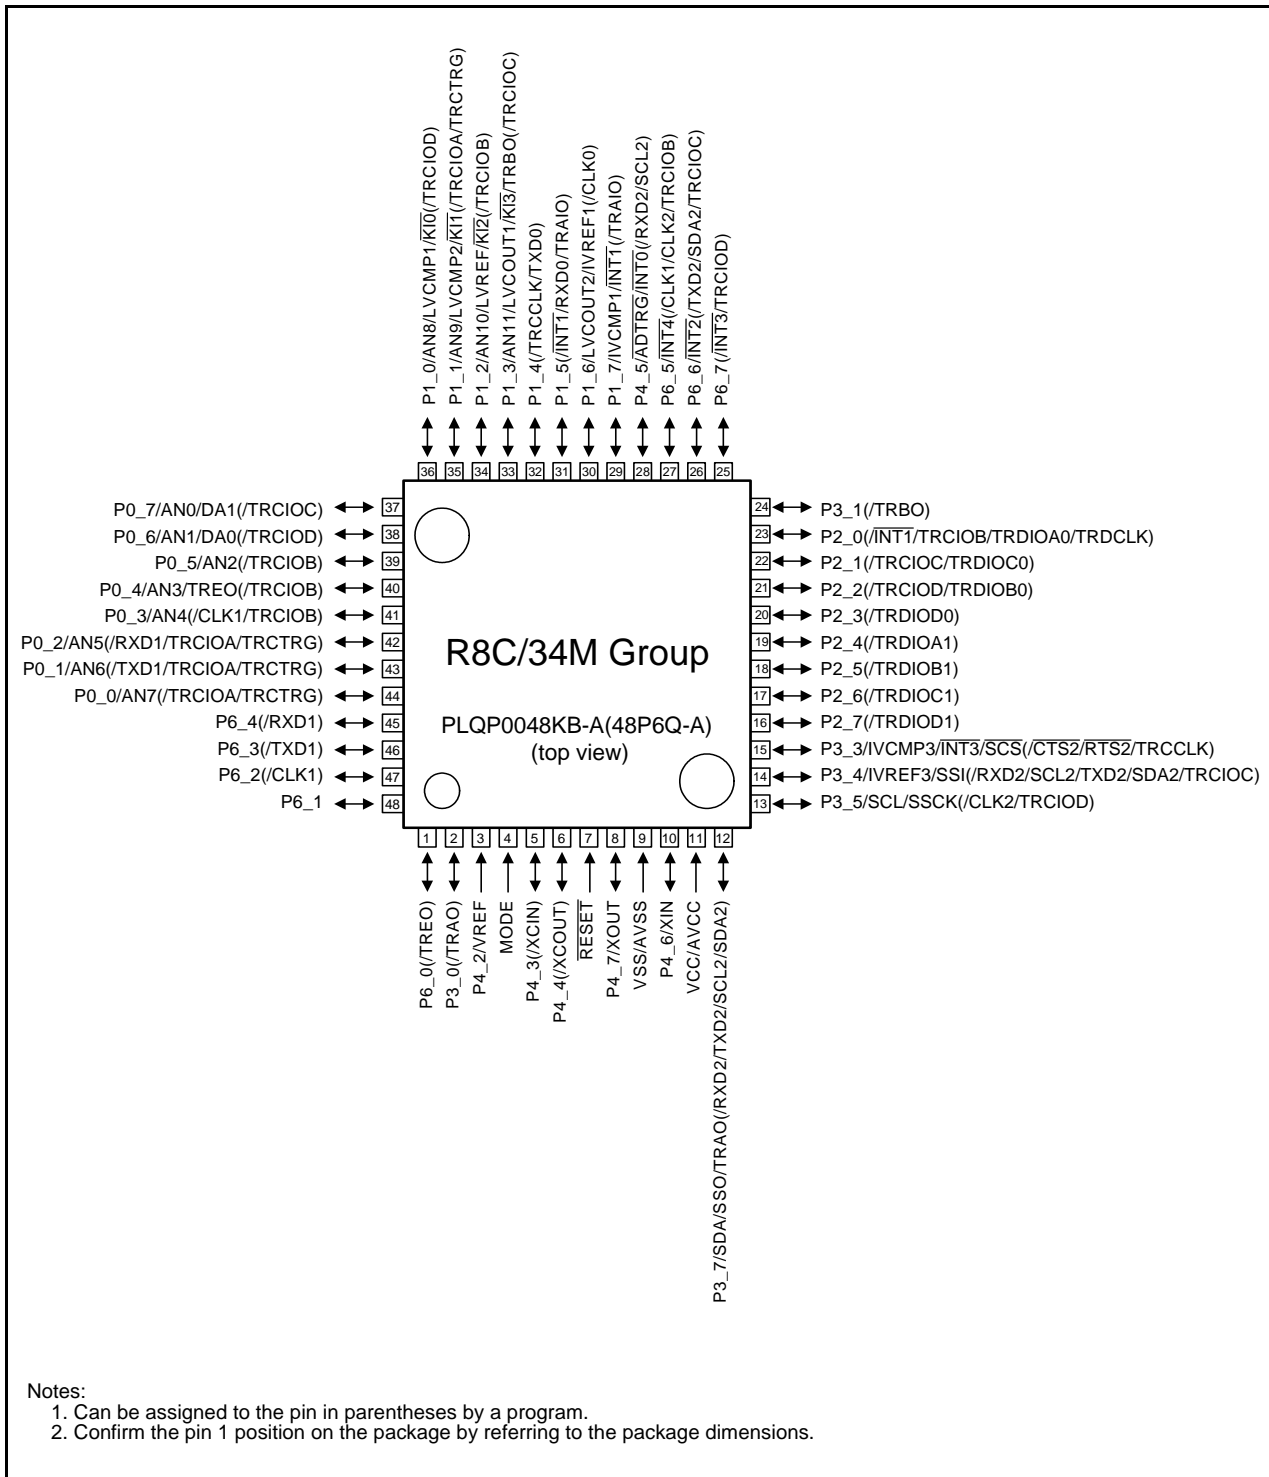 P1_0/AN8/LVCMP1/KI0(/TRCIOD)
P1_1/AN9/LVCMP2/KI1(/TRCIOA/TRCTRG)
P1_2/AN10/LVREF/KI2(/TRCIOB)
P1_3/AN11/LVCOUT1/KI3/TRBO(/TRCIOC)
P1_4(/TRCCLK/TXD0)
P1_5(/INT1/RXD0/TRAIO)
P1_6/LVCOUT2/IVREF1(/CLK0)
P1_7/IVCMP1/INT1(/TRAIO)
P4_5/ADTRG/INT0(/RXD2/SCL2)
P6_5/INT4(/CLK1/CLK2/TRCIOB)
P6_6/INT2(/TXD2/SDA2/TRCIOC)
P6_7(/INT3/TRCIOD)
36 35 34 33 32 31 30 29 28 27 26 25
P0_7/AN0/DA1(/TRCIOC) 37
P0_6/AN1/DA0(/TRCIOD) 38
P0_5/AN2(/TRCIOB) 39
P0_4/AN3/TREO(/TRCIOB) 40
P0_3/AN4(/CLK1/TRCIOB) 41
P0_2/AN5(/RXD1/TRCIOA/TRCTRG) 42
P0_1/AN6(/TXD1/TRCIOA/TRCTRG) 43
P0_0/AN7(/TRCIOA/TRCTRG) 44
P6_4(/RXD1) 45
P6_3(/TXD1) 46
P6_2(/CLK1) 47
P6_1 48
R8C/34M Group
PLQP0048KB-A(48P6Q-A)
(top view)
24 P3_1(/TRBO)
23 P2_0(/INT1/TRCIOB/TRDIOA0/TRDCLK)
22 P2_1(/TRCIOC/TRDIOC0)
21 P2_2(/TRCIOD/TRDIOB0)
20 P2_3(/TRDIOD0)
19 P2_4(/TRDIOA1)
18 P2_5(/TRDIOB1)
17 P2_6(/TRDIOC1)
16 P2_7(/TRDIOD1)
15 P3_3/IVCMP3/INT3/SCS(/CTS2/RTS2/TRCCLK)
14 P3_4/IVREF3/SSI(/RXD2/SCL2/TXD2/SDA2/TRCIOC)
13 P3_5/SCL/SSCK(/CLK2/TRCIOD)
1 2 3 4 5 6 7 8 9 10 11 12
P6_0(/TREO)
P3_0(/TRAO)
P4_2/VREF
MODE
P4_3(/XCIN)
P4_4(/XCOUT)
RESET
P4_7/XOUT
VSS/AVSS
P4_6/XIN
VCC/AVCC
P3_7/SDA/SSO/TRAO(/RXD2/TXD2/SCL2/SDA2)
Notes:
1. Can be assigned to the pin in parentheses by a program.
2. Confirm the pin 1 position on the package by referring to the package dimensions.